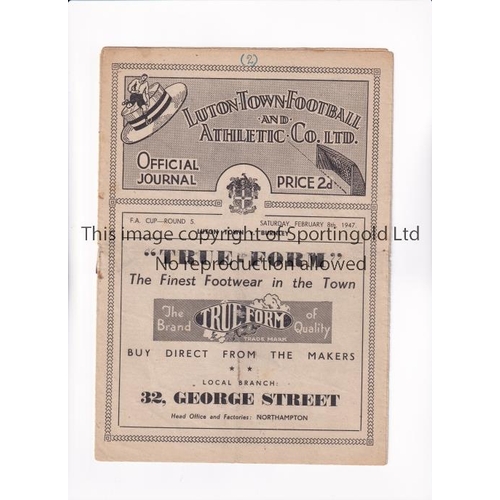 (2)
LUTON·TOWN·FOOTBALL
AND
ATHLETIC·CO. LTD.
OFFICIAL
JOURNAL
PRICE 2d
F.A. CUP—ROUND 5.
SATURDAY, FEBRUARY 8th, 1947
LUTON TOWN BURNLEY
This image copyright of Sportingold Ltd
"TRUE-FORM"
No reproduction allowed
The Finest Footwear in the Town
The Brand
TRUE-FORM
of Quality
TRADE MARK
BUY DIRECT FROM THE MAKERS
* *
LOCAL BRANCH:
32, GEORGE STREET
Head Office and Factories: NORTHAMPTON